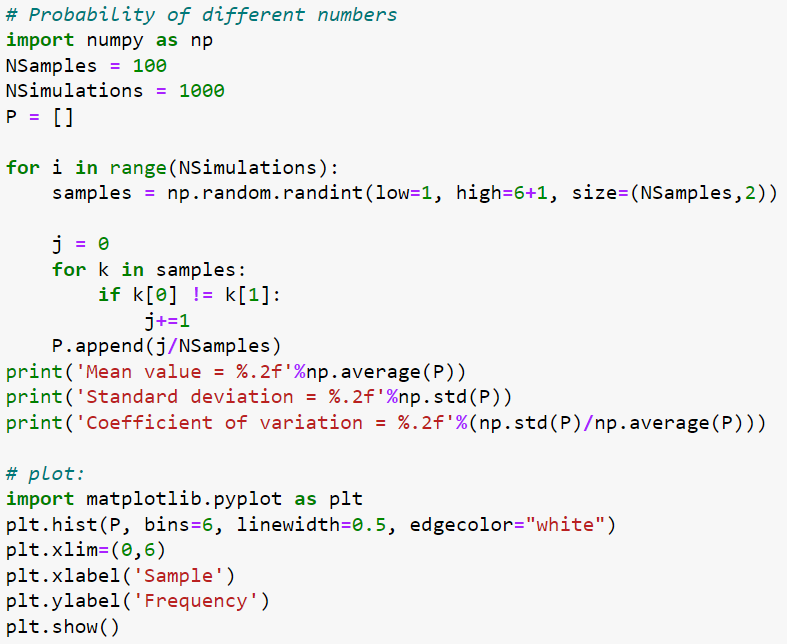 # Probability of different numbers
import numpy as np
NSamples = 100
NSimulations = 1000
P = []
for i in range(NSimulations):
    samples = np.random.randint(low=1, high=6+1, size=(NSamples,2))
    j = 0
    for k in samples:
        if k[0] != k[1]:
            j+=1
    P.append(j/NSamples)
print('Mean value = %.2f'%np.average(P))
print('Standard deviation = %.2f'%np.std(P))
print('Coefficient of variation = %.2f'%(np.std(P)/np.average(P)))
# plot:
import matplotlib.pyplot as plt
plt.hist(P, bins=6, linewidth=0.5, edgecolor="white")
plt.xlim=(0,6)
plt.xlabel('Sample')
plt.ylabel('Frequency')
plt.show()